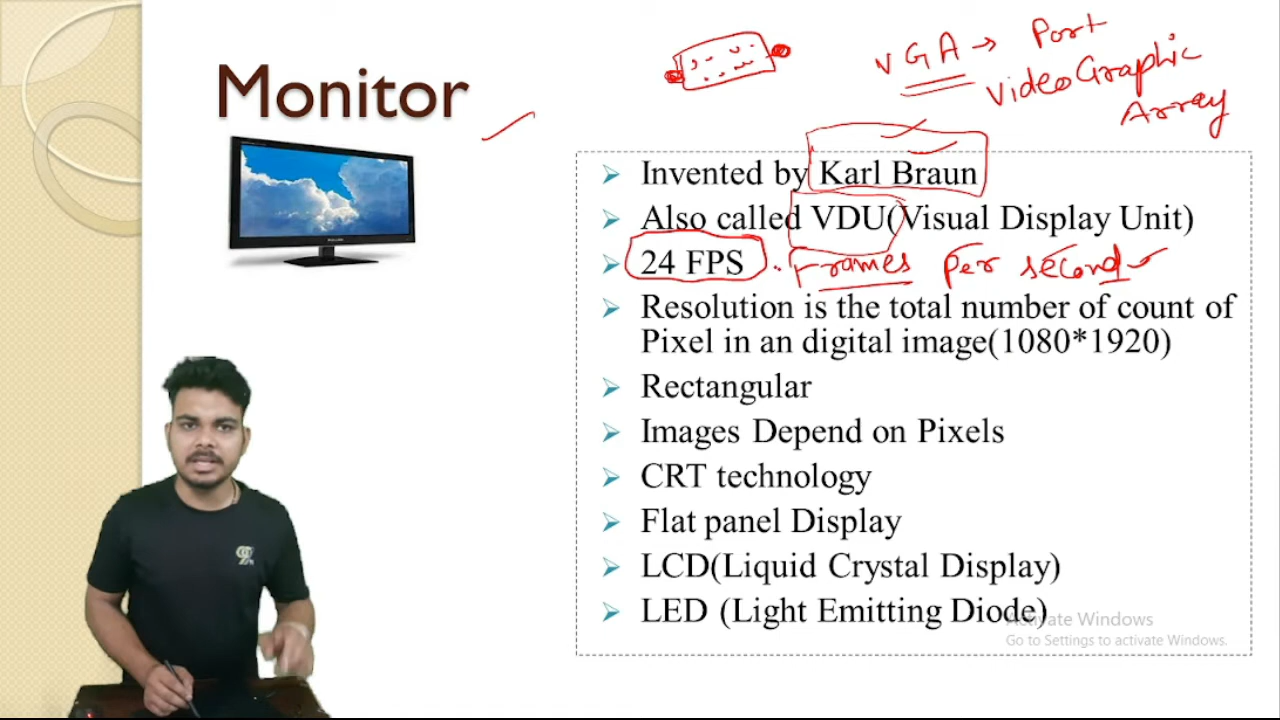 VGA → Port
Video Graphic
Array
Monitor
Invented by Karl Braun
Also called VDU(Visual Display Unit)
24 FPS . Frames Per second
Resolution is the total number of count of
Pixel in an digital image(1080*1920)
Rectangular
Images Depend on Pixels
CRT technology
Flat panel Display
LCD(Liquid Crystal Display)
LED (Light Emitting Diode)
Activate Windows
Go to Settings to activate Windows.